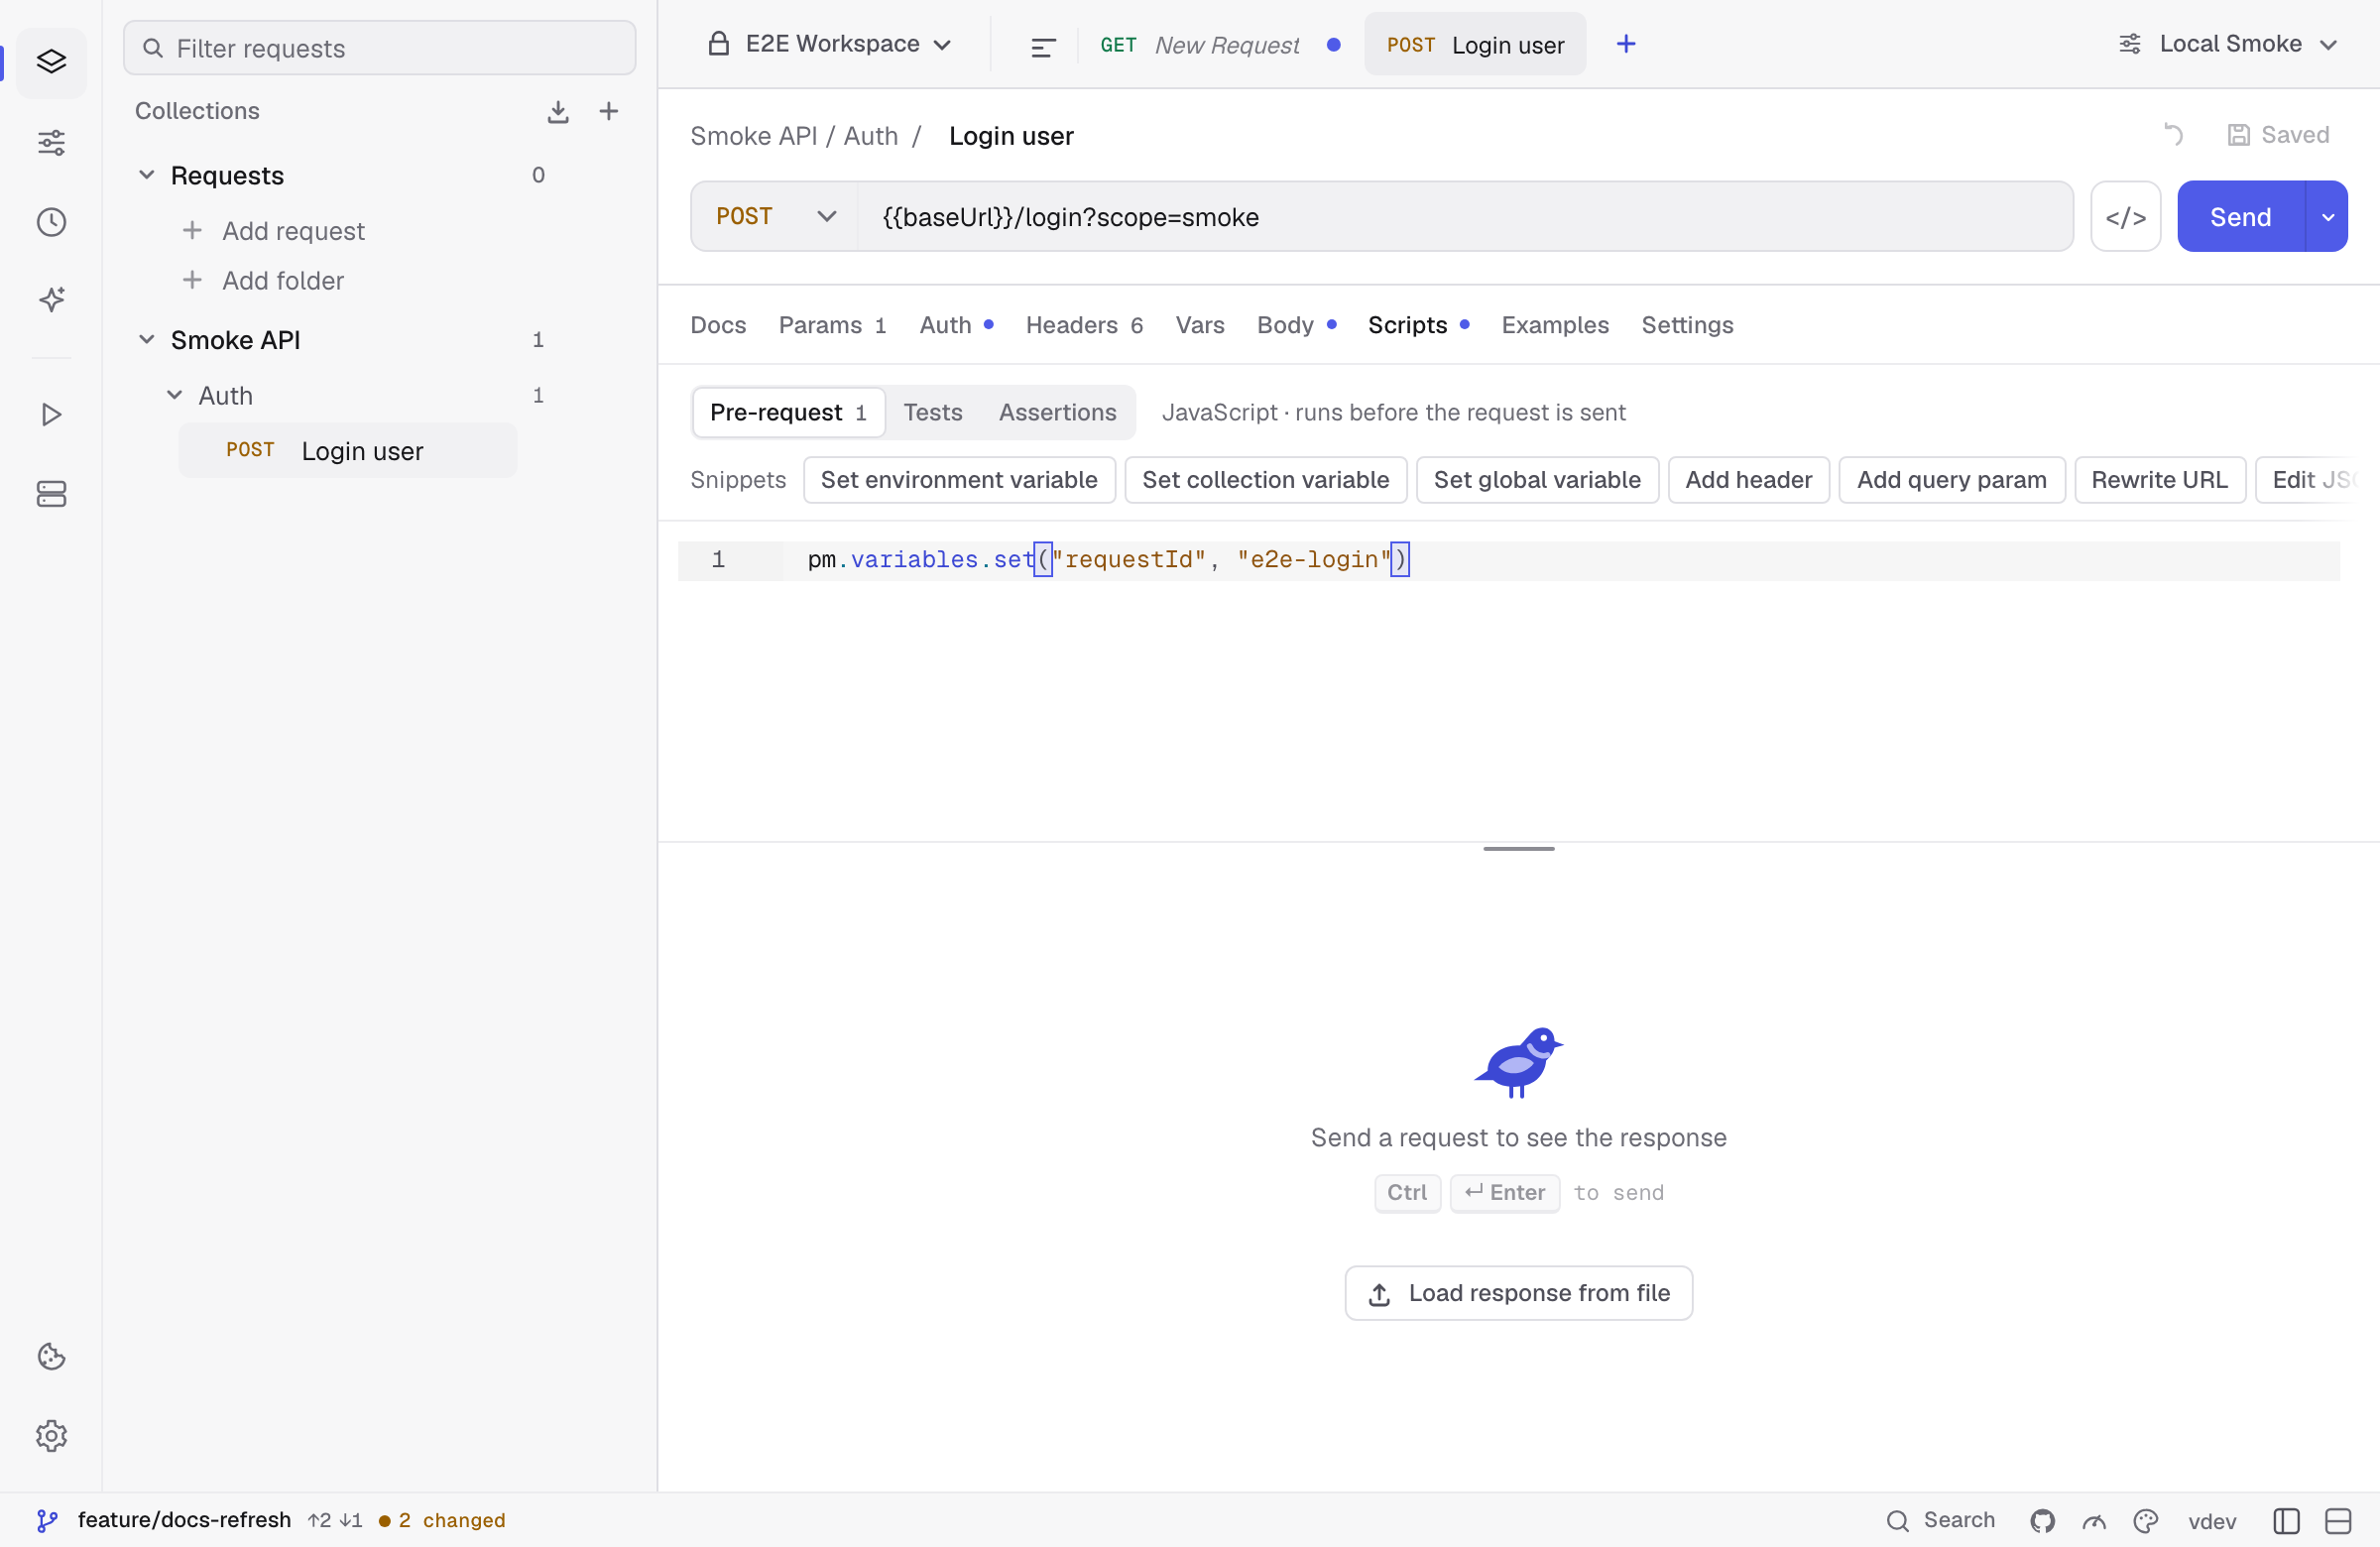 Filter requests
Collections
Requests 0
Add request
Add folder
Smoke API 1
Auth 1
POST Login user
E2E Workspace
GET New Request
POST Login user
Local Smoke
Smoke API / Auth / Login user
Saved
POST {{baseUrl}}/login?scope=smoke
</>
Send
Docs Params 1 Auth Headers 6 Vars Body Scripts Examples Settings
Pre-request 1 Tests Assertions JavaScript · runs before the request is sent
Snippets Set environment variable Set collection variable Set global variable Add header Add query param Rewrite URL Edit
1 pm.variables.set("requestId", "e2e-login")
Send a request to see the response
Ctrl Enter to send
Load response from file
feature/docs-refresh ↑2 ↓1 2 changed
Search vdev